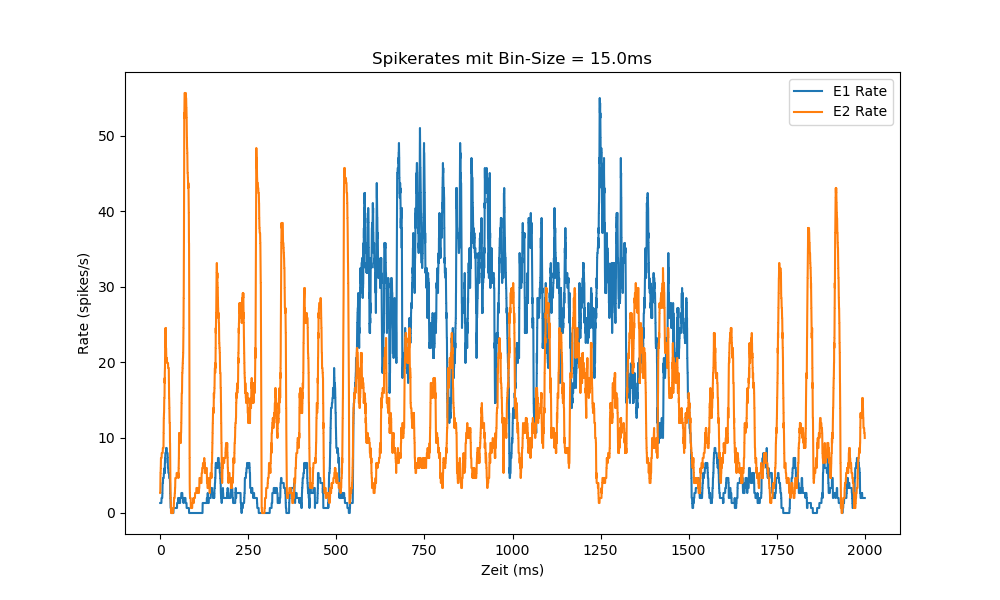 Spikerates mit Bin-Size = 15.0ms
E1 Rate
E2 Rate
Rate (spikes/s)
50
40
30
20
10
0
0 250 500 750 1000 1250 1500 1750 2000
Zeit (ms)